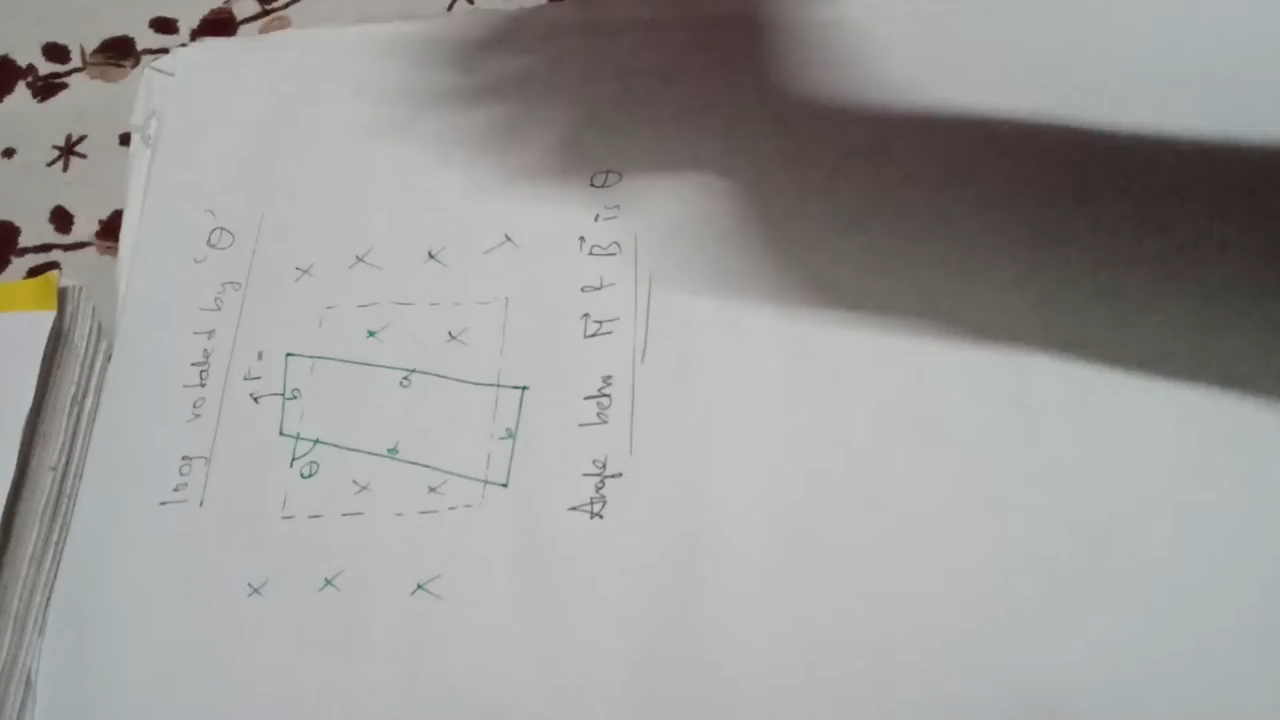 loop rotated by 'θ'
F =
b
a
θ
a
b
Angle betw M⃗ & B⃗ is θ